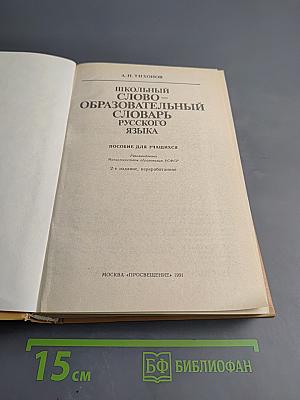 А. Н. ТИХОНОВ
ШКОЛЬНЫЙ
СЛОВО–
ОБРАЗОВАТЕЛЬНЫЙ
СЛОВАРЬ
РУССКОГО
ЯЗЫКА
ПОСОБИЕ ДЛЯ УЧАЩИХСЯ
Рекомендовано
Министерством образования РСФСР
2-е издание, переработанное
МОСКВА «ПРОСВЕЩЕНИЕ» 1991
15 см
БФ БИБЛИОФАН